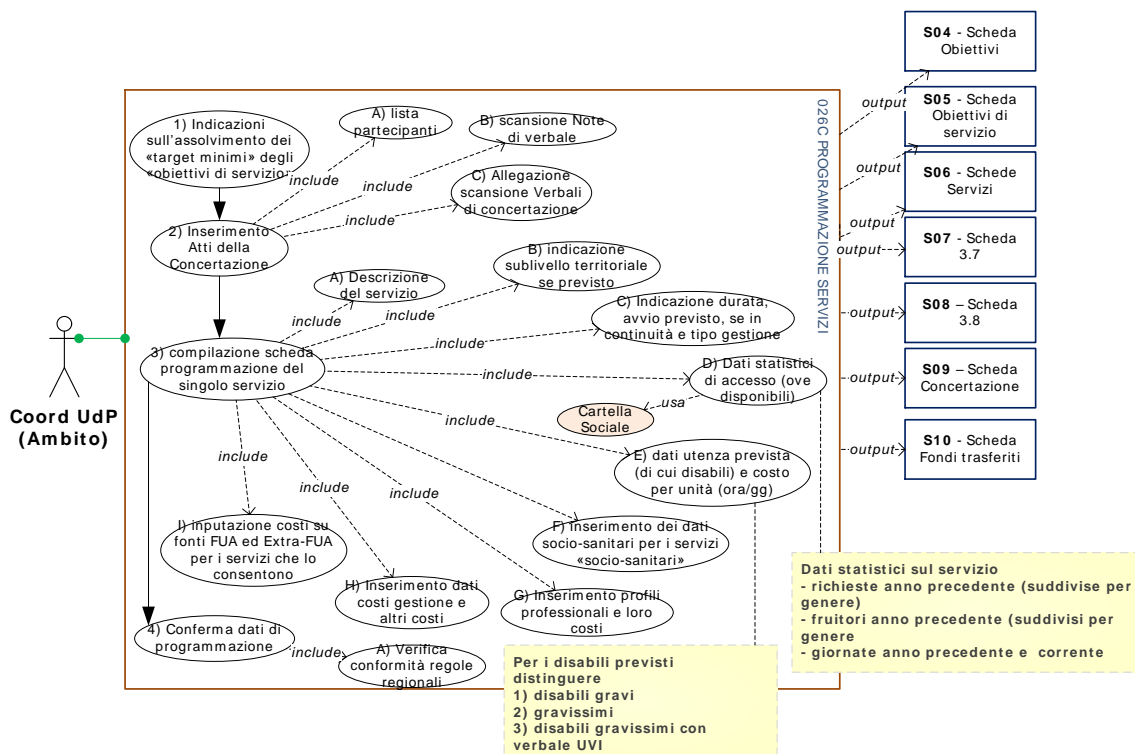 S04 - Scheda
Obiettivi
output
S05 - Scheda
Obiettivi
di servizio
output
S06 - Schede
Servizi
output
S07 - Scheda
3.7
output
S08 – Scheda
3.8
output
S09 – Scheda
Concertazione
output
S10 - Scheda
Fondi trasferiti
output
026C PROGRAMMAZIONE SERVIZI
1) Indicazioni
sull'assolvimento dei
«target minimi» degli
«obiettivi di servizio
A) lista
partecipanti
include
B) scansione Note
di verbale
include
C) Allegazione
scansione Verbali
di concertazione
include
2) Inserimento
Atti della
Concertazione
A) Descrizione
del servizio
include
B) indicazione
sublivello territoriale
se previsto
include
C) Indicazione durata,
avvio previsto, se in
continuità e tipo gestione
include
3) compilazione scheda
programmazione del
singolo servizio
include
D) Dati statistici
di accesso (ove
disponibili)
usa
Cartella
Sociale
include
E) dati utenza prevista
(di cui disabili) e costo
per unità (ora/gg)
Coord UdP
(Ambito)
include
include
include
include
I) inputazione costi su
fonti FUA ed Extra-FUA
per i servizi che lo
consentono
F) inserimento dei dati
socio-sanitari per i servizi
«socio-sanitari»
H) Inserimento dati
costi gestione e
altri costi
G) Inserimento profili
professionali e loro
costi
4) Conferma dati di
programmazione
include
A) Verifica
conformità regole
regionali
Per i disabili previsti
distinguere
1) disabili gravi
2) gravissimi
3) disabili gravissimi con
verbale UVI
Dati statistici sul servizio
- richieste anno precedente (suddivise per
genere)
- fruitori anno precedente (suddivisi per
genere
- giornate anno precedente e corrente